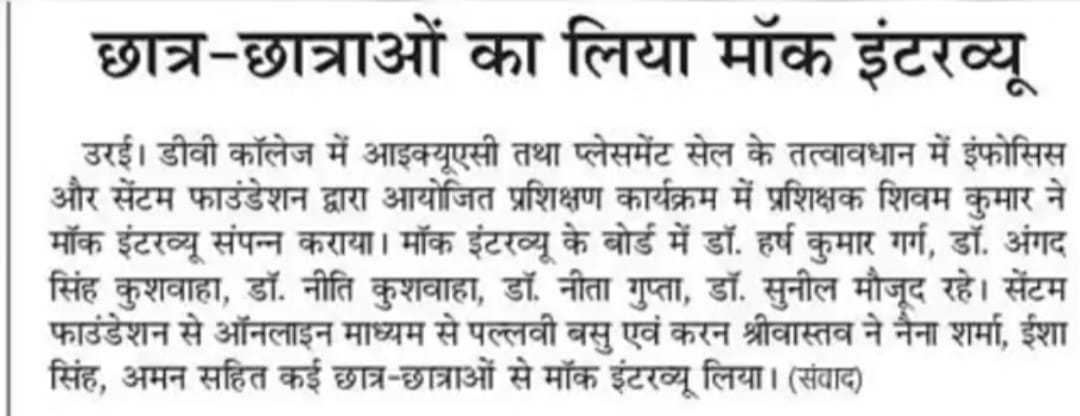 छात्र-छात्राओं का लिया मॉक इंटरव्यू
उरई। डीवी कॉलेज में आइक्यूएसी तथा प्लेसमेंट सेल के तत्वावधान में इंफोसिस
और सेंटम फाउंडेशन द्वारा आयोजित प्रशिक्षण कार्यक्रम में प्रशिक्षक शिवम कुमार ने
मॉक इंटरव्यू संपन्न कराया। मॉक इंटरव्यू के बोर्ड में डॉ. हर्ष कुमार गर्ग, डॉ. अंगद
सिंह कुशवाहा, डॉ. नीति कुशवाहा, डॉ. नीता गुप्ता, डॉ. सुनील मौजूद रहे। सेंटम
फाउंडेशन से ऑनलाइन माध्यम से पल्लवी बसु एवं करन श्रीवास्तव ने नैना शर्मा, ईशा
सिंह, अमन सहित कई छात्र-छात्राओं से मॉक इंटरव्यू लिया। (संवाद)